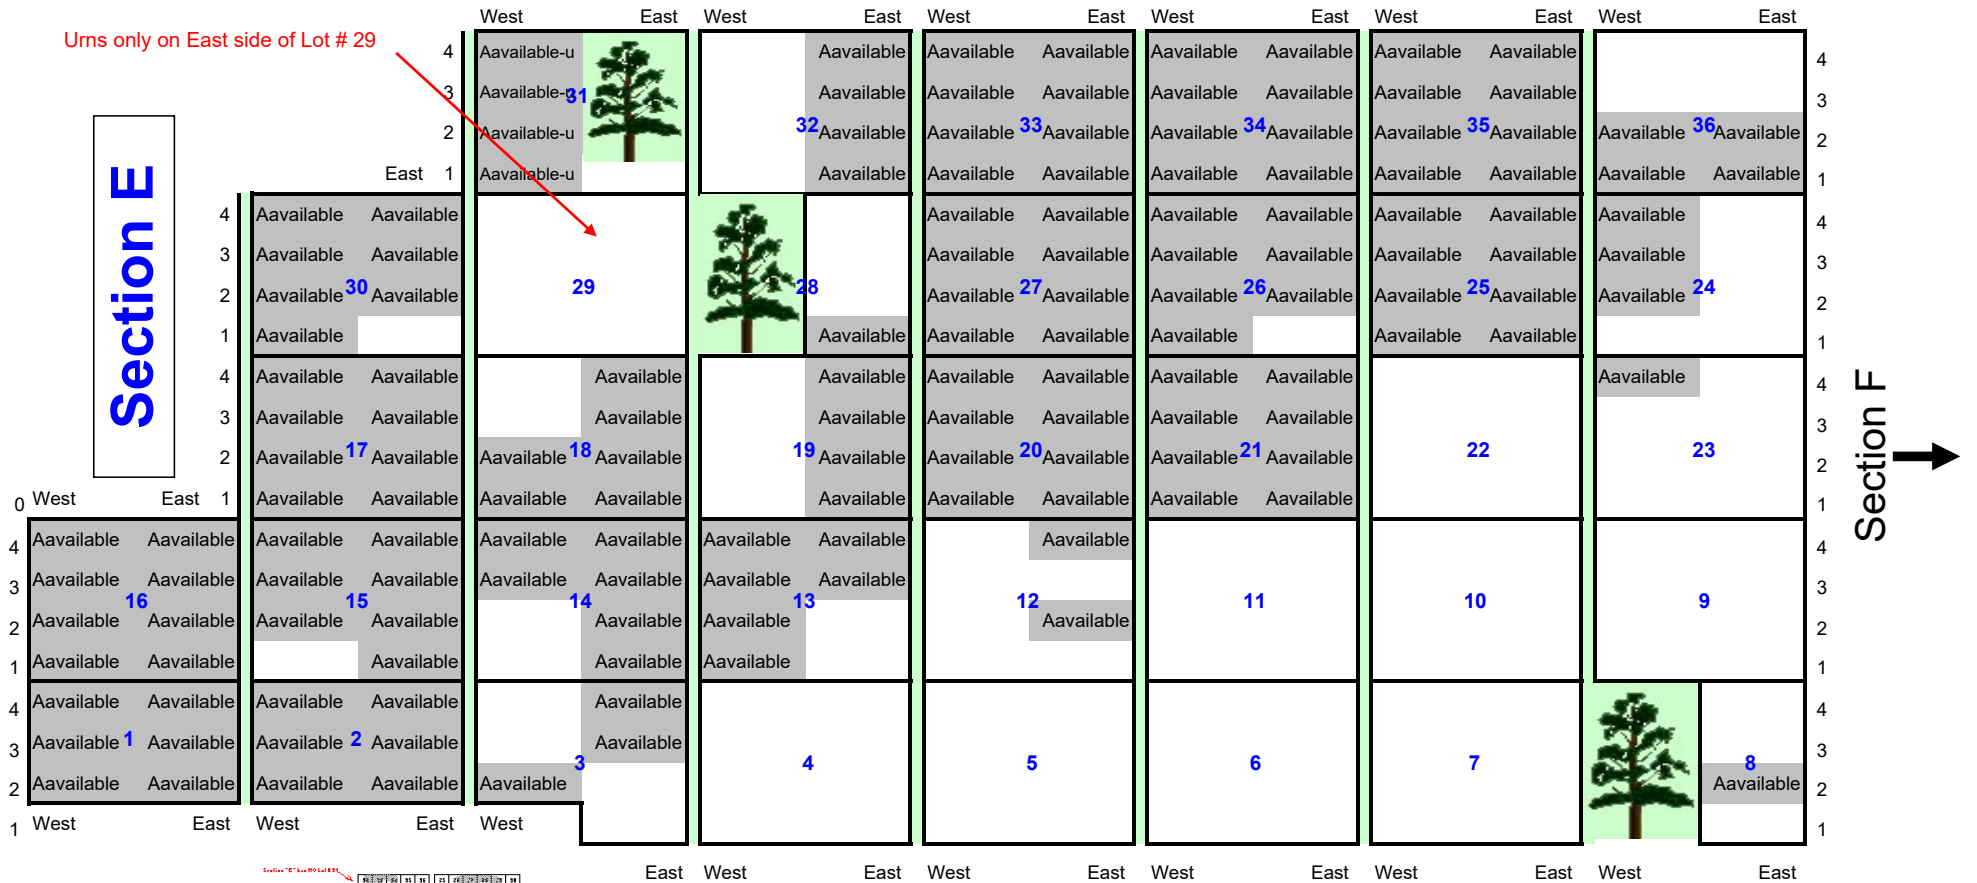 West East West East West East West East West East West East
Urns only on East side of Lot # 29
4 Aavailable-u Aavailable Aavailable Aavailable Aavailable Aavailable Aavailable Aavailable 4
3 Aavailable-u 31 Aavailable Aavailable Aavailable Aavailable Aavailable Aavailable Aavailable 3
2 Aavailable-u 32 Aavailable Aavailable 33 Aavailable Aavailable 34 Aavailable Aavailable 35 Aavailable Aavailable 36 Aavailable 2
East 1 Aavailable-u Aavailable Aavailable Aavailable Aavailable Aavailable Aavailable Aavailable Aavailable Aavailable 1
Section E
4 Aavailable Aavailable Aavailable Aavailable Aavailable Aavailable Aavailable Aavailable Aavailable 4
3 Aavailable Aavailable Aavailable Aavailable Aavailable Aavailable Aavailable Aavailable Aavailable 3
2 Aavailable 30 Aavailable 29 28 Aavailable 27 Aavailable Aavailable 26 Aavailable Aavailable 25 Aavailable Aavailable 24 2
1 Aavailable Aavailable Aavailable Aavailable Aavailable Aavailable Aavailable 1
4 Aavailable Aavailable Aavailable Aavailable Aavailable Aavailable Aavailable Aavailable Aavailable 4
3 Aavailable Aavailable Aavailable Aavailable Aavailable Aavailable Aavailable Aavailable 3
2 Aavailable 17 Aavailable Aavailable 18 Aavailable 19 Aavailable Aavailable 20 Aavailable Aavailable 21 Aavailable 22 23 2
0 West East 1 Aavailable Aavailable Aavailable Aavailable Aavailable Aavailable Aavailable Aavailable Aavailable 1
Section F
4 Aavailable Aavailable Aavailable Aavailable Aavailable Aavailable Aavailable Aavailable Aavailable 4
3 Aavailable Aavailable Aavailable Aavailable Aavailable Aavailable Aavailable Aavailable 3
16 15 14 13 12 11 10 9
2 Aavailable Aavailable Aavailable Aavailable Aavailable Aavailable Aavailable 2
1 Aavailable Aavailable Aavailable Aavailable Aavailable 1
4 Aavailable Aavailable Aavailable Aavailable Aavailable 4
3 Aavailable 1 Aavailable Aavailable 2 Aavailable Aavailable 3
3 4 5 6 7 8
2 Aavailable Aavailable Aavailable Aavailable Aavailable Aavailable 2
1 West East West East West 1
East West East West East West East West East West East